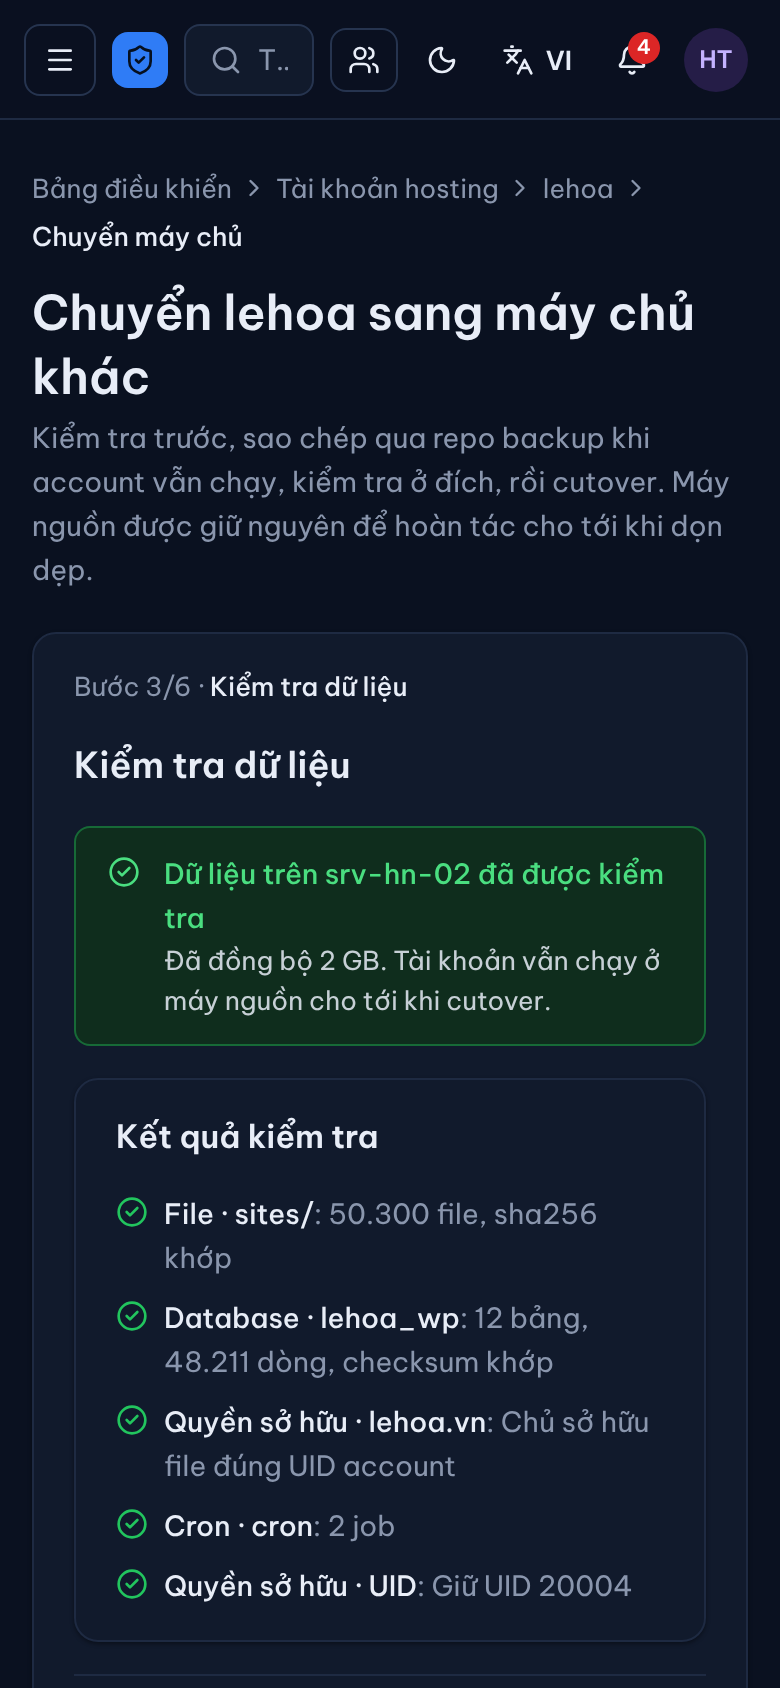 T..
VI
4
HT
Bảng điều khiển > Tài khoản hosting > lehoa >
Chuyển máy chủ
Chuyển lehoa sang máy chủ
khác
Kiểm tra trước, sao chép qua repo backup khi
account vẫn chạy, kiểm tra ở đích, rồi cutover. Máy
nguồn được giữ nguyên để hoàn tác cho tới khi dọn
dẹp.
Bước 3/6 · Kiểm tra dữ liệu
Kiểm tra dữ liệu
Dữ liệu trên srv-hn-02 đã được kiểm
tra
Đã đồng bộ 2 GB. Tài khoản vẫn chạy ở
máy nguồn cho tới khi cutover.
Kết quả kiểm tra
File · sites/: 50.300 file, sha256
khớp
Database · lehoa_wp: 12 bảng,
48.211 dòng, checksum khớp
Quyền sở hữu · lehoa.vn: Chủ sở hữu
file đúng UID account
Cron · cron: 2 job
Quyền sở hữu · UID: Giữ UID 20004